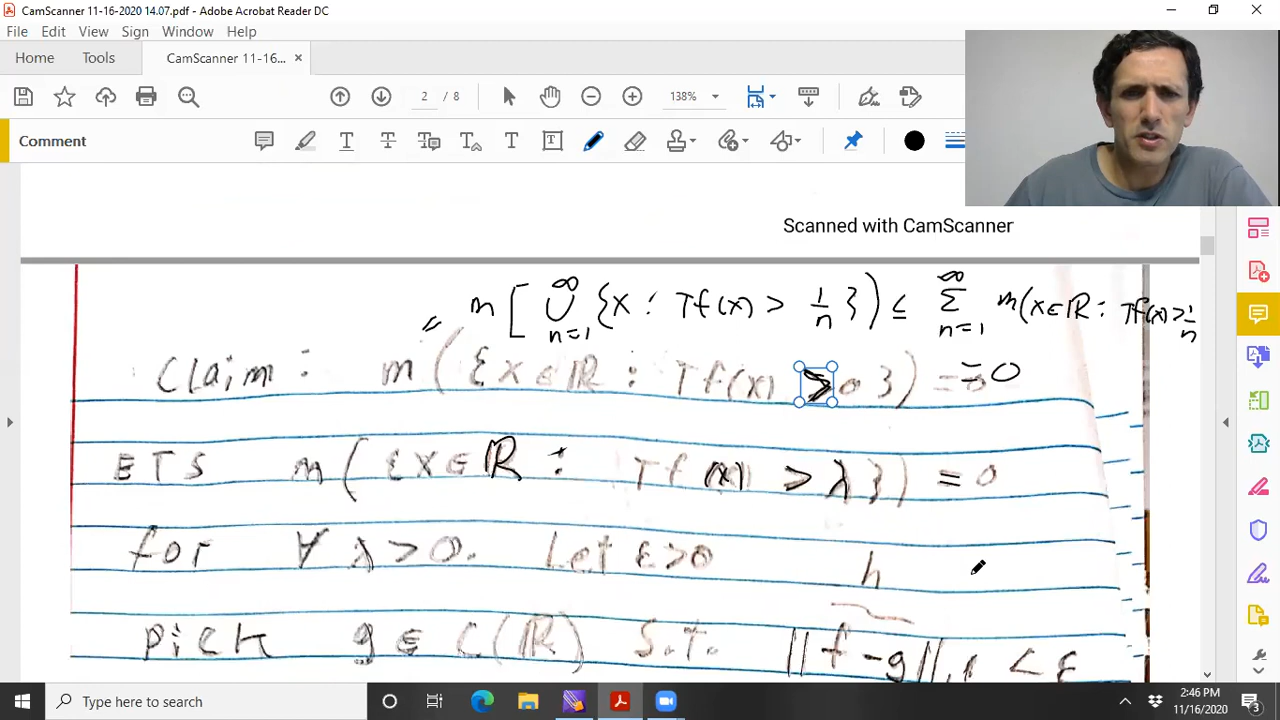 CamScanner 11-16-2020 14.07.pdf - Adobe Acrobat Reader DC
File Edit View Sign Window Help
Home Tools CamScanner 11-16... ×
2 / 8 138%
Comment
Scanned with CamScanner
m [ ∞ ∪ n=1 {x : Tf(x) > 1/n } ) ≤ ∞ Σ n=1 m(x∈ℝ : Tf(x) > 1/n
Claim : m ( { x ∈ ℝ : Tf(x) > 0 } ) = 0
ETS m ( { x ∈ ℝ : Tf(x) > λ } ) = 0
for ∀ λ > 0. Let ε > 0 h
pick g ∈ C(ℝ) s.t. || f - g ||, < ε
Type here to search
2:46 PM
11/16/2020
3